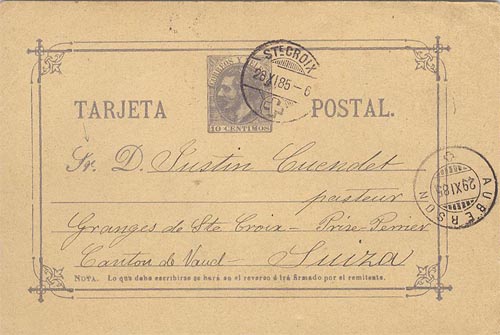 CORREOS Y
STE CROIX
28 XI 85 - 6
TARJETA POSTAL.
10 CENTIMOS
Sr. D. Justin Cuendet
pasteur
Granges de Ste Croix - Prise-Perrier
Canton de Vaud - Suiza
AUBERSON
29 XI 85
NOTA. Lo que deba escribirse se hará en el reverso é irá firmado por el remitente.